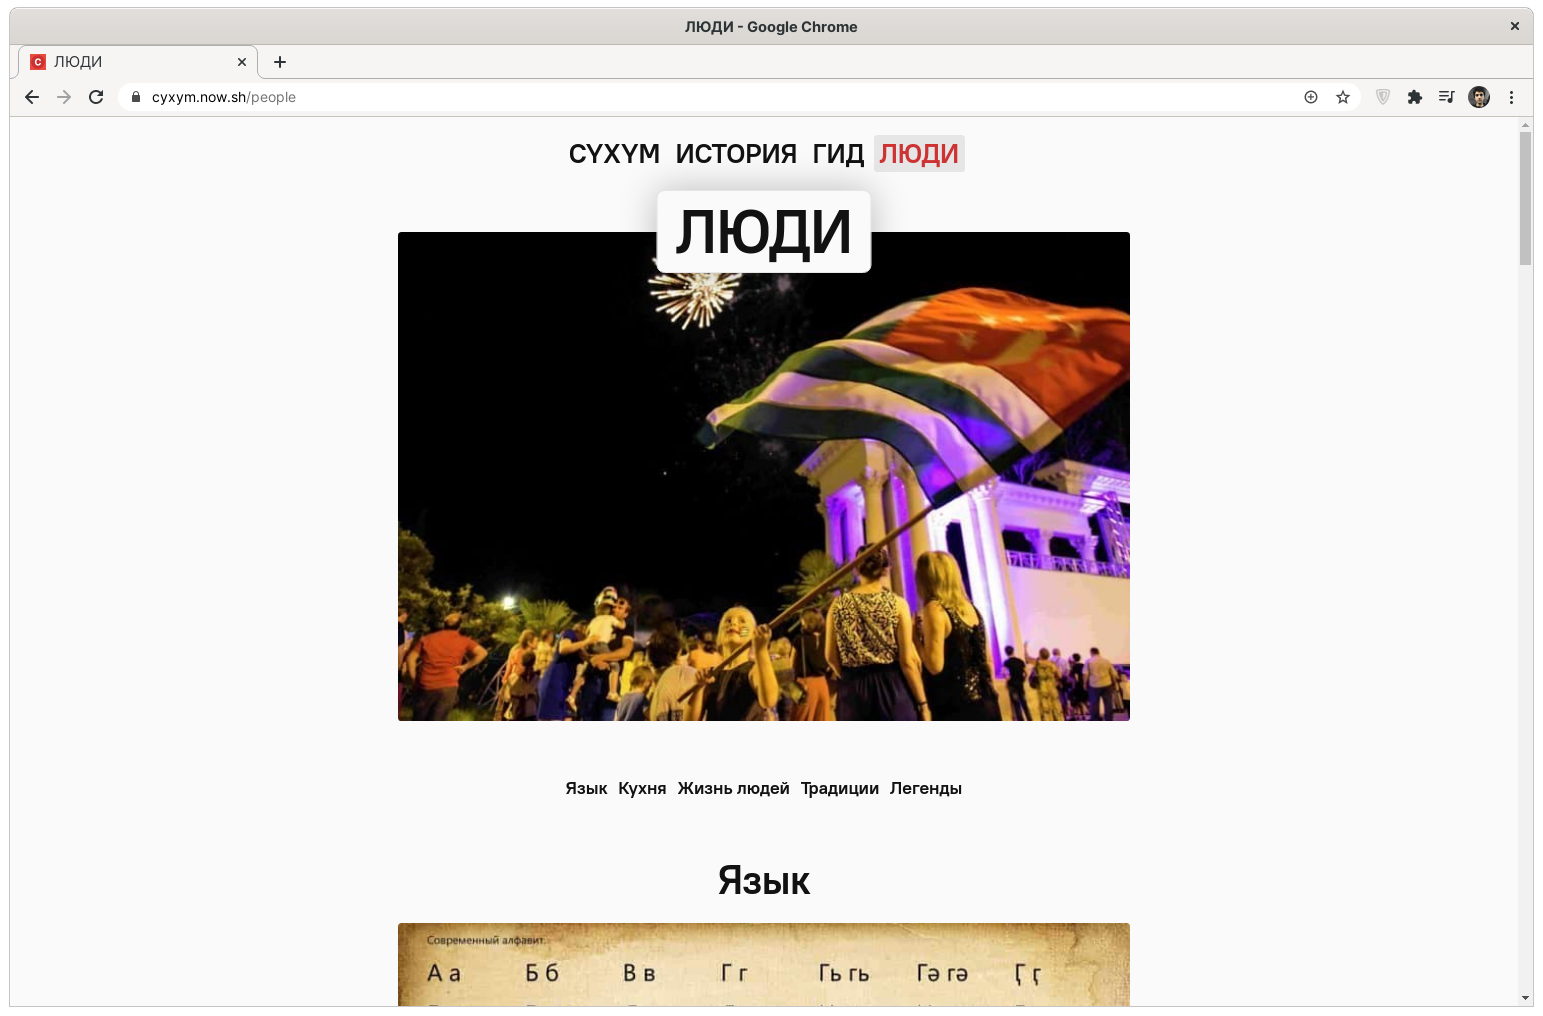 ЛЮДИ - Google Chrome
C ЛЮДИ
cyxym.now.sh/people
СУХУМ ИСТОРИЯ ГИД ЛЮДИ
ЛЮДИ
Язык Кухня Жизнь людей Традиции Легенды
Язык
Современный алфавит.
А а Б б В в Г г Гь гь Гә гә Ӷ ӷ